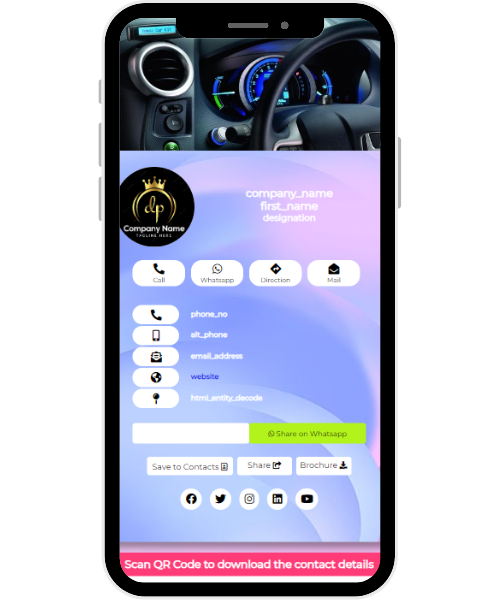 dp
Company Name
TAGLINE HERE
company_name
first_name
designation
Call
Whatsapp
Direction
Mail
phone_no
alt_phone
email_address
website
html_entity_decode
Share on Whatsapp
Save to Contacts
Share
Brochure
Scan QR Code to download the contact details